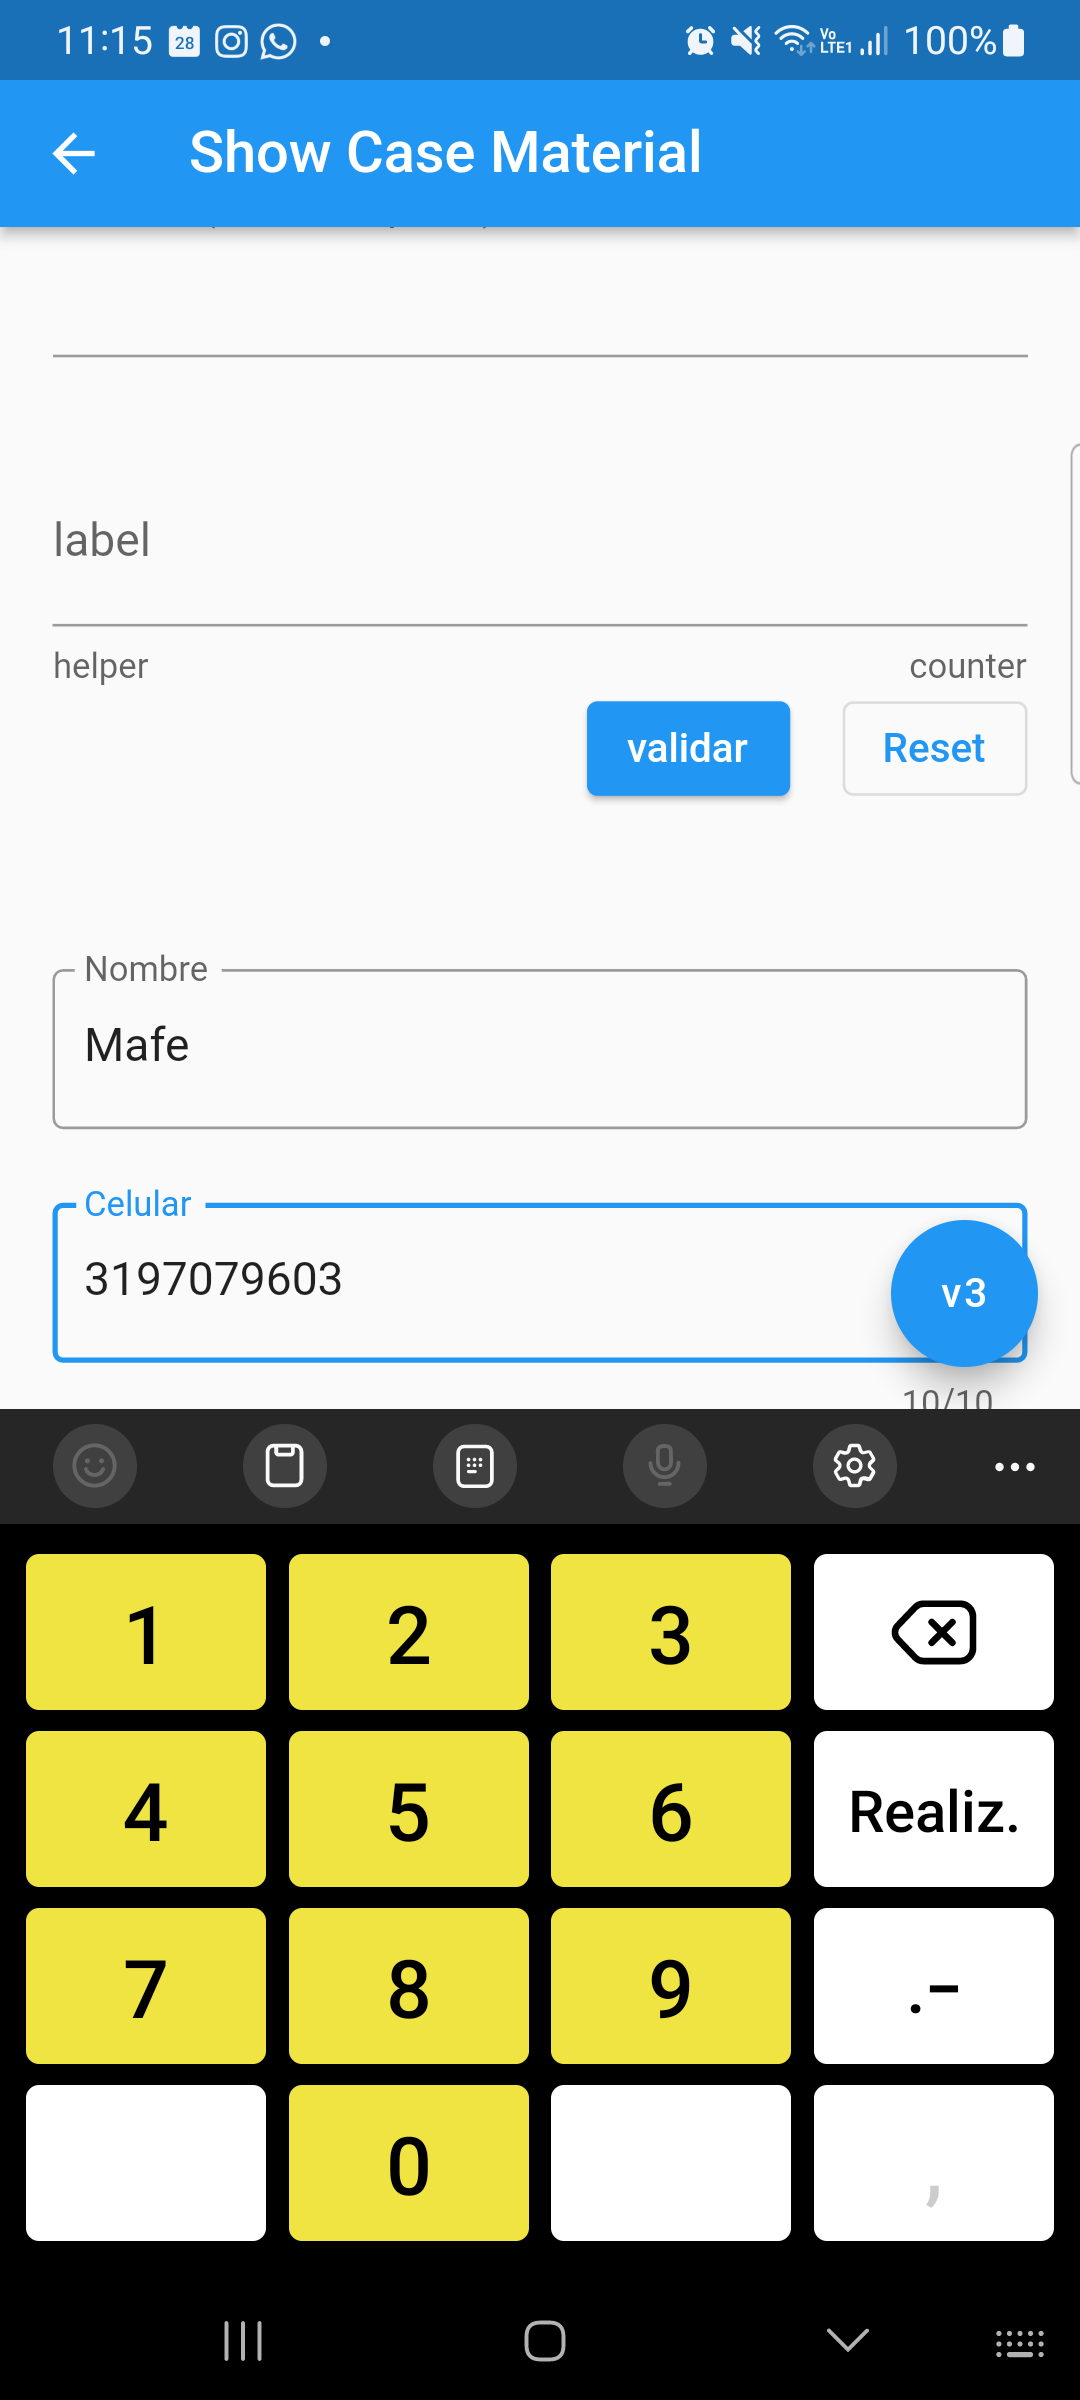 11:15 28 Vo LTE1 100%
Show Case Material
label
helper counter
validar Reset
Nombre
Mafe
Celular
3197079603
v3
10/10
1 2 3
4 5 6 Realiz.
7 8 9 .-
0 ,